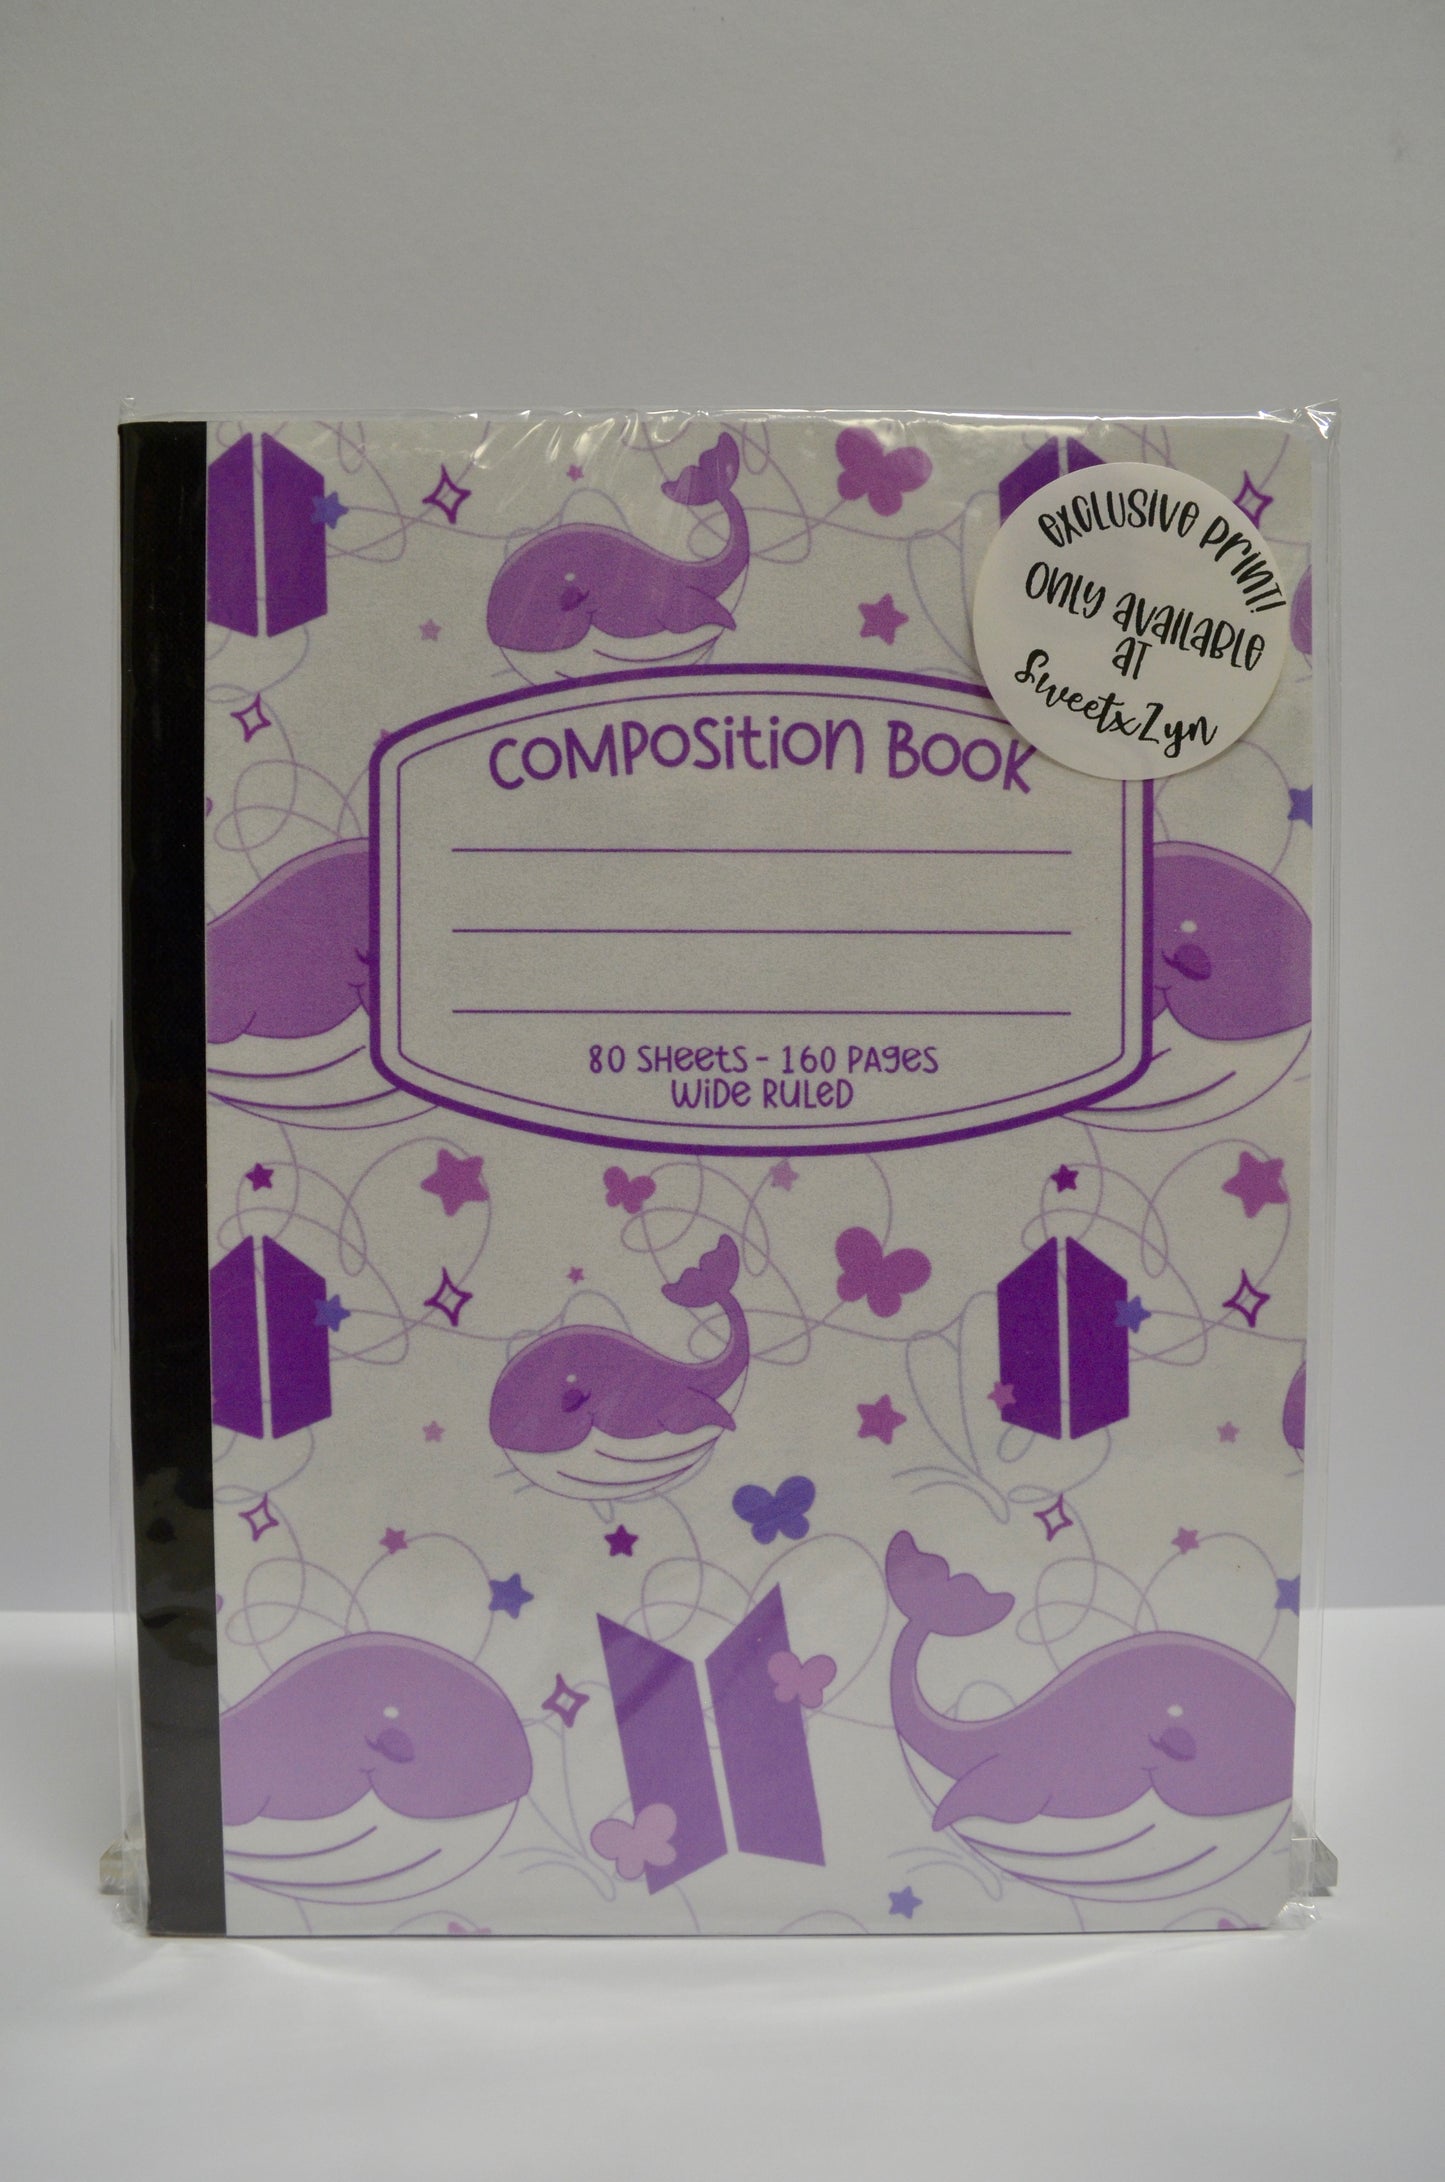 exclusive print!
only available
at
SweetxZyn
Composition Book
80 Sheets - 160 Pages
Wide Ruled